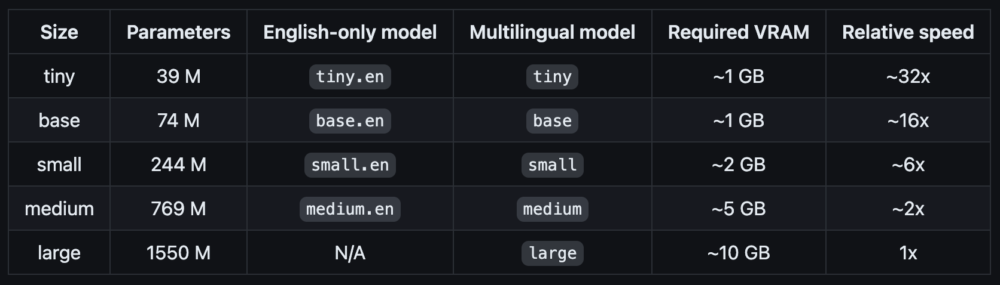 Size Parameters English-only model Multilingual model Required VRAM Relative speed
tiny 39 M tiny.en tiny ~1 GB ~32x
base 74 M base.en base ~1 GB ~16x
small 244 M small.en small ~2 GB ~6x
medium 769 M medium.en medium ~5 GB ~2x
large 1550 M N/A large ~10 GB 1x